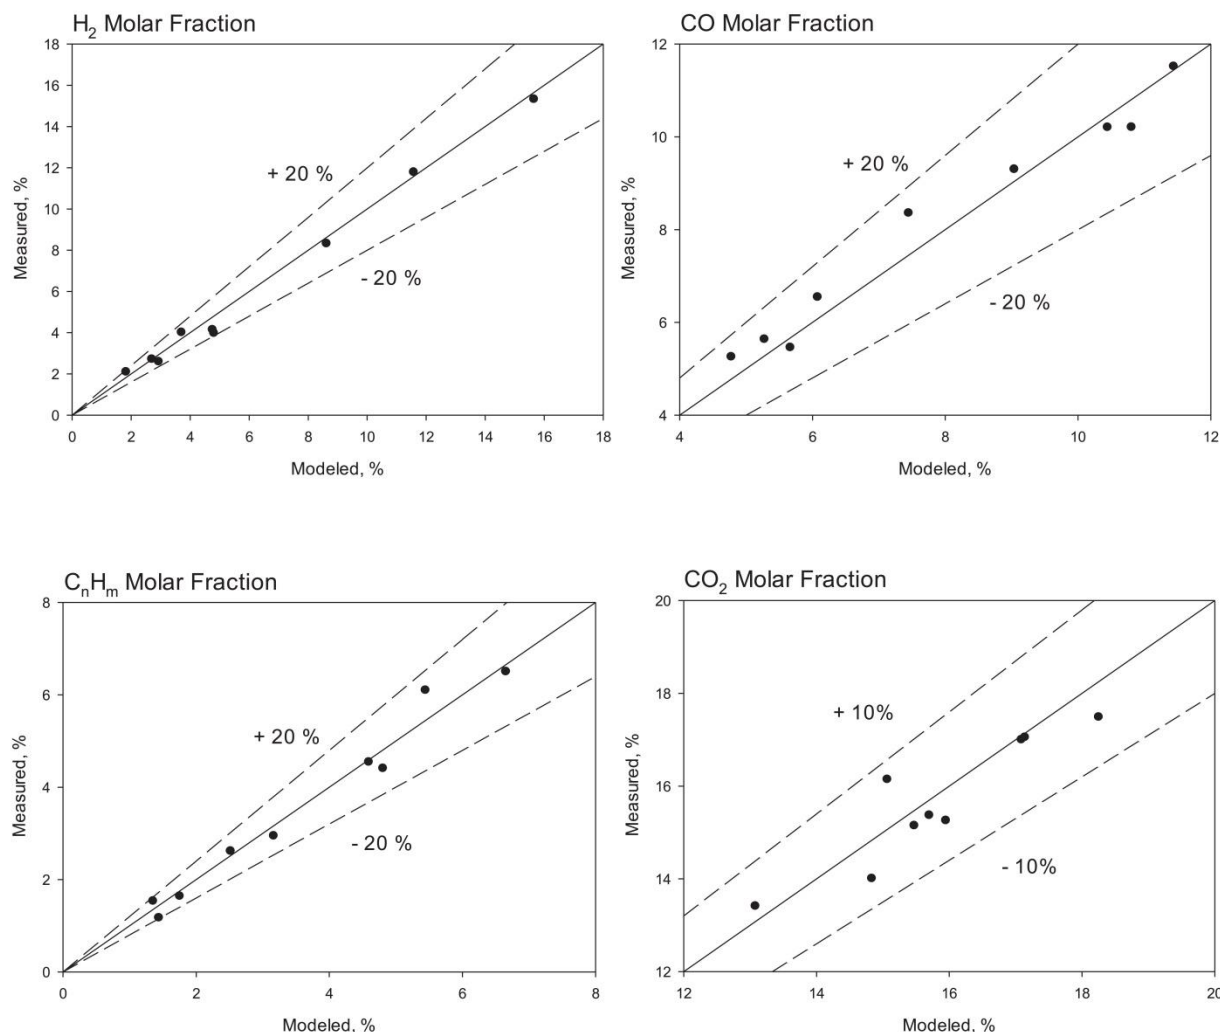 H2 Molar Fraction
18
16
14
12
10
8
6
4
2
0
Measured, %
+ 20 %
- 20 %
0 2 4 6 8 10 12 14 16 18
Modeled, %
CO Molar Fraction
12
10
8
6
4
Measured, %
+ 20 %
- 20 %
4 6 8 10 12
Modeled, %
CnHm Molar Fraction
8
6
4
2
0
Measured, %
+ 20 %
- 20 %
0 2 4 6 8
Modeled, %
CO2 Molar Fraction
20
18
16
14
12
Measured, %
+ 10%
- 10%
12 14 16 18 20
Modeled, %